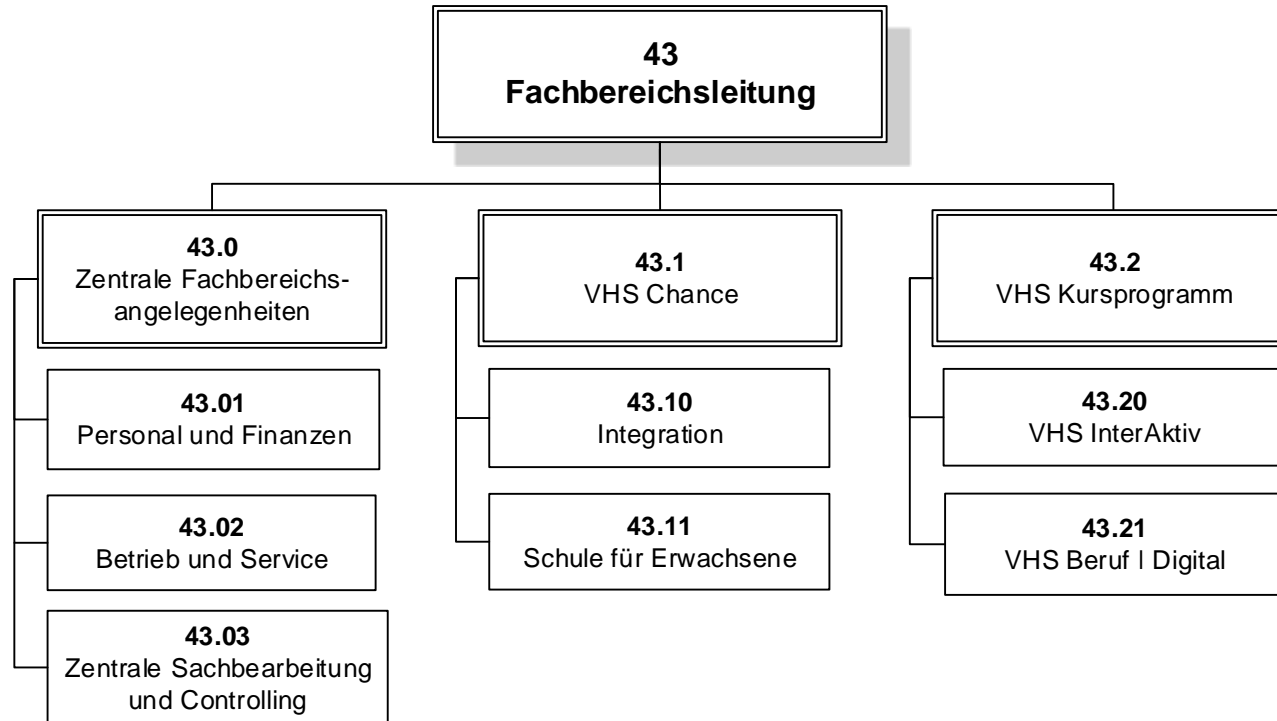 43
Fachbereichsleitung
43.0
Zentrale Fachbereichs-
angelegenheiten
43.01
Personal und Finanzen
43.02
Betrieb und Service
43.03
Zentrale Sachbearbeitung
und Controlling
43.1
VHS Chance
43.10
Integration
43.11
Schule für Erwachsene
43.2
VHS Kursprogramm
43.20
VHS InterAktiv
43.21
VHS Beruf l Digital